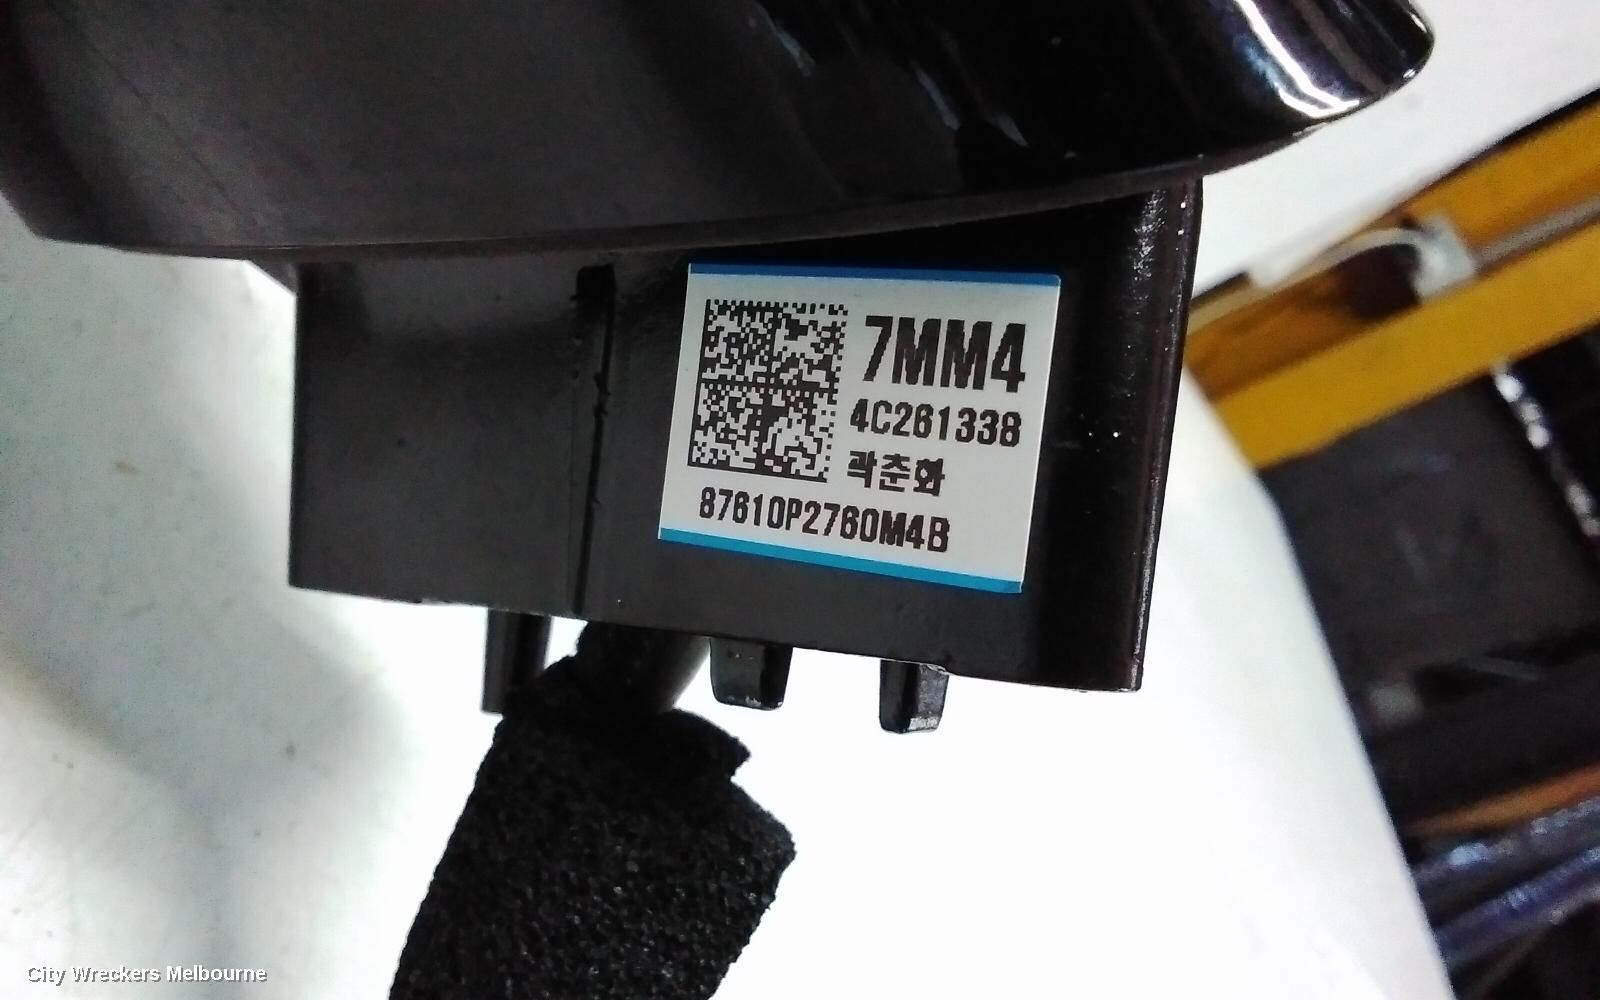 7MM4
4C261338
곽춘화
87610P2760M4B
City Wreckers Melbourne